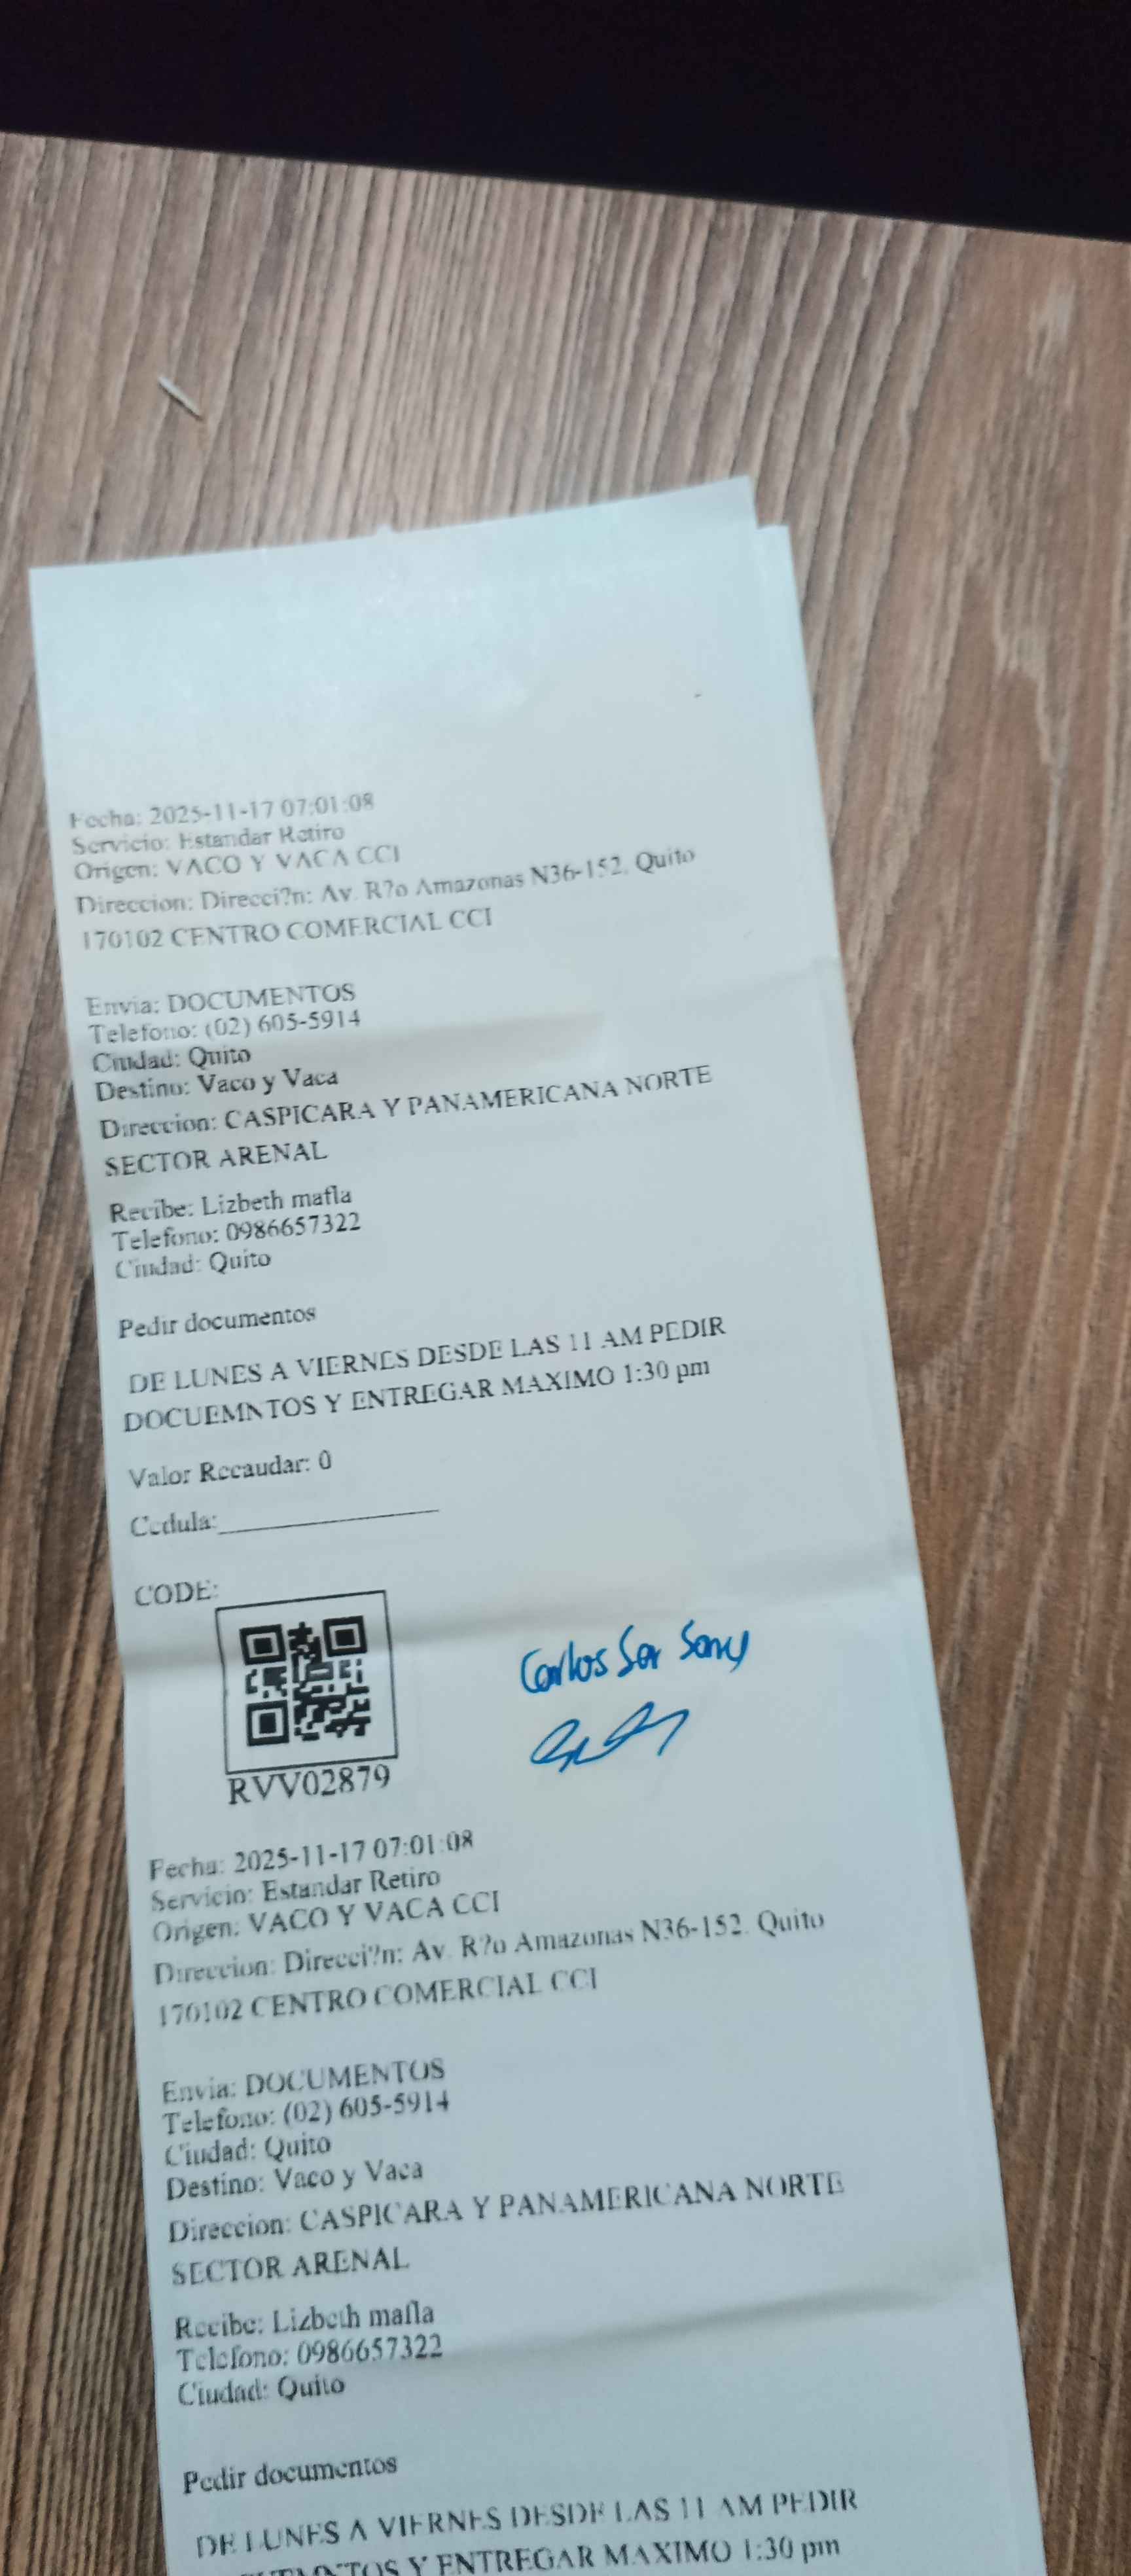 Fecha: 2025-11-17 07:01:08
Servicio: Estandar Retiro
Origen: VACO Y VACA CCI
Direccion: Direcci?n: Av. R?o Amazonas N36-152, Quito
170102 CENTRO COMERCIAL CCI
Envia: DOCUMENTOS
Telefono: (02) 605-5914
Ciudad: Quito
Destino: Vaco y Vaca
Direccion: CASPICARA Y PANAMERICANA NORTE
SECTOR ARENAL
Recibe: Lizbeth mafla
Telefono: 0986657322
Ciudad: Quito
Pedir documentos
DE LUNES A VIERNES DESDE LAS 11 AM PEDIR
DOCUEMNTOS Y ENTREGAR MAXIMO 1:30 pm
Valor Recaudar: 0
Cedula:
CODE:
RVV02879
Carlos
Fecha: 2025-11-17 07:01:08
Servicio: Estandar Retiro
Origen: VACO Y VACA CCI
Direccion: Direcci?n: Av. R?o Amazonas N36-152, Quito
170102 CENTRO COMERCIAL CCI
Envia: DOCUMENTOS
Telefono: (02) 605-5914
Ciudad: Quito
Destino: Vaco y Vaca
Direccion: CASPICARA Y PANAMERICANA NORTE
SECTOR ARENAL
Recibe: Lizbeth mafla
Telefono: 0986657322
Ciudad: Quito
Pedir documentos
DE LUNES A VIERNES DESDE LAS 11 AM PEDIR
Y ENTREGAR MAXIMO 1:30 pm